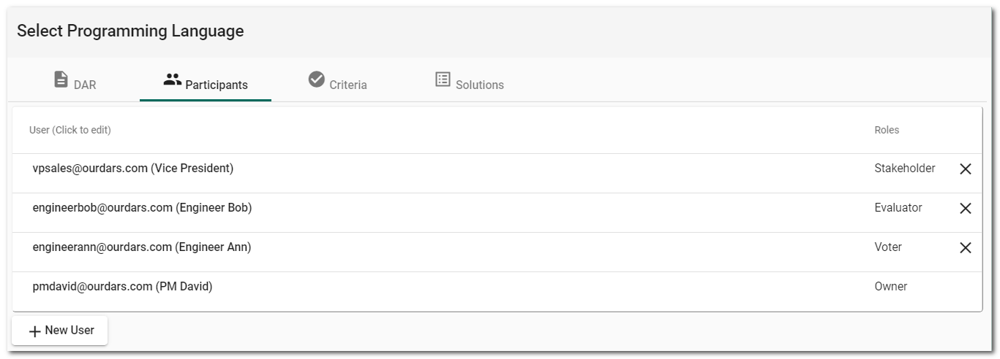 Select Programming Language
DAR Participants Criteria Solutions
User (Click to edit) Roles
vpsales@ourdars.com (Vice President) Stakeholder
engineerbob@ourdars.com (Engineer Bob) Evaluator
engineerann@ourdars.com (Engineer Ann) Voter
pmdavid@ourdars.com (PM David) Owner
New User